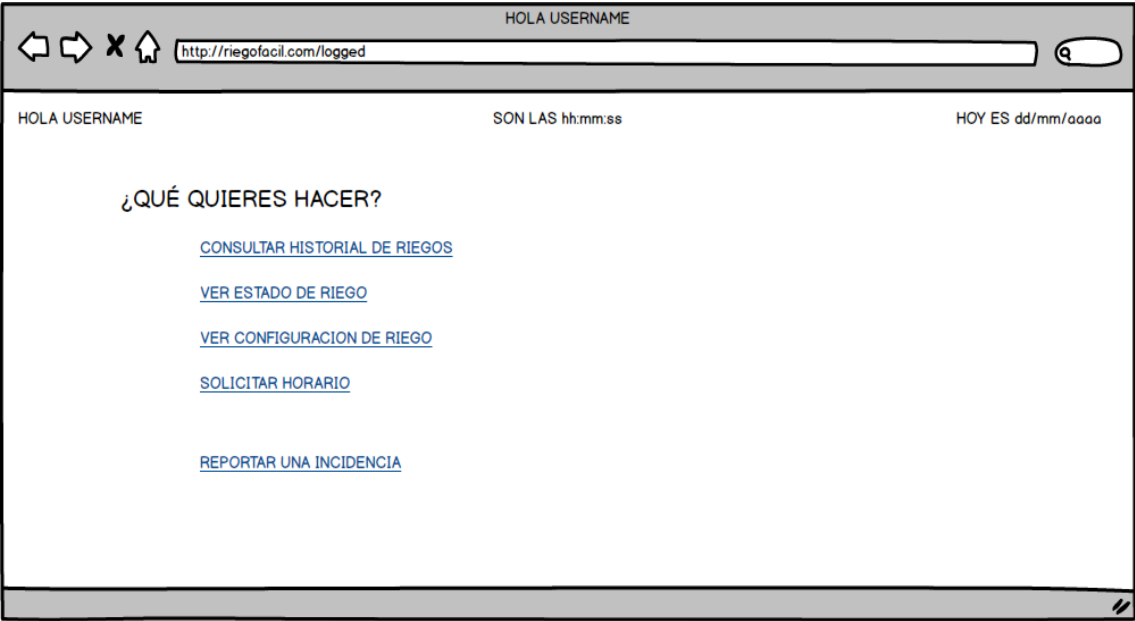 HOLA USERNAME
http://riegofacil.com/logged
HOLA USERNAME SON LAS hh:mm:ss HOY ES dd/mm/aaaa
¿QUÉ QUIERES HACER?
CONSULTAR HISTORIAL DE RIEGOS
VER ESTADO DE RIEGO
VER CONFIGURACION DE RIEGO
SOLICITAR HORARIO
REPORTAR UNA INCIDENCIA